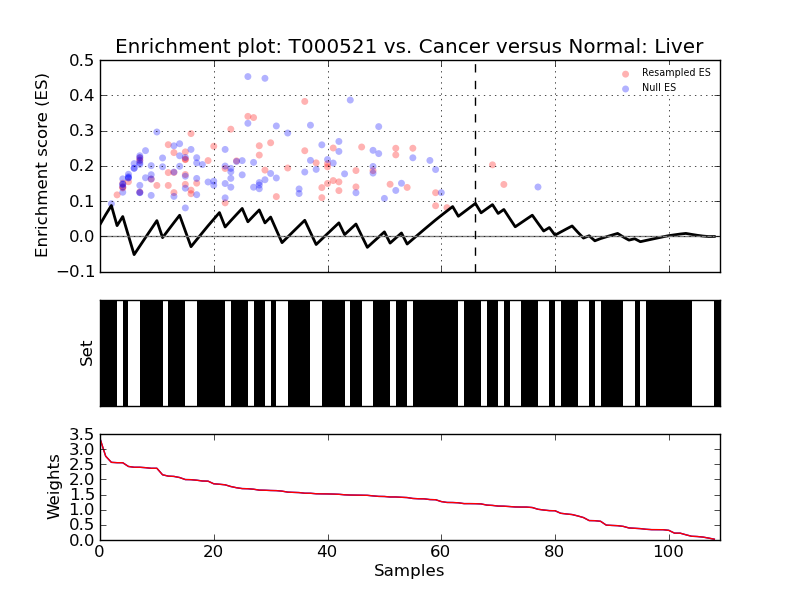 Enrichment plot: T000521 vs. Cancer versus Normal: Liver
Enrichment score (ES)
0.5
0.4
0.3
0.2
0.1
0.0
−0.1
Resampled ES
Null ES
Set
Weights
3.5
3.0
2.5
2.0
1.5
1.0
0.5
0.0
0 20 40 60 80 100
Samples